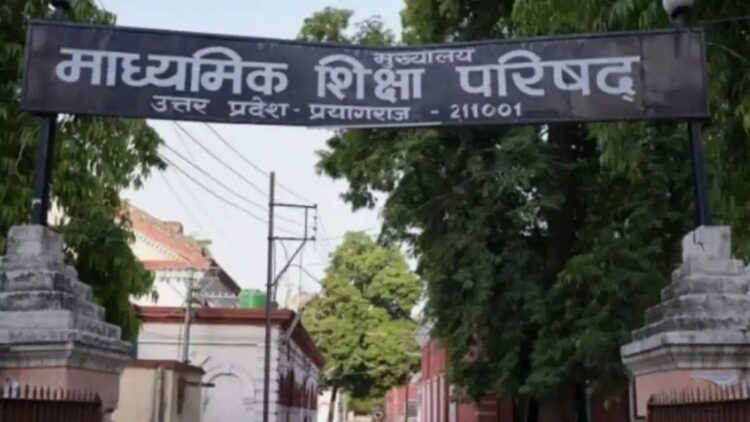 मुख्यालय
माध्यमिक शिक्षा परिषद्
उत्तर प्रदेश - प्रयागराज - 211001